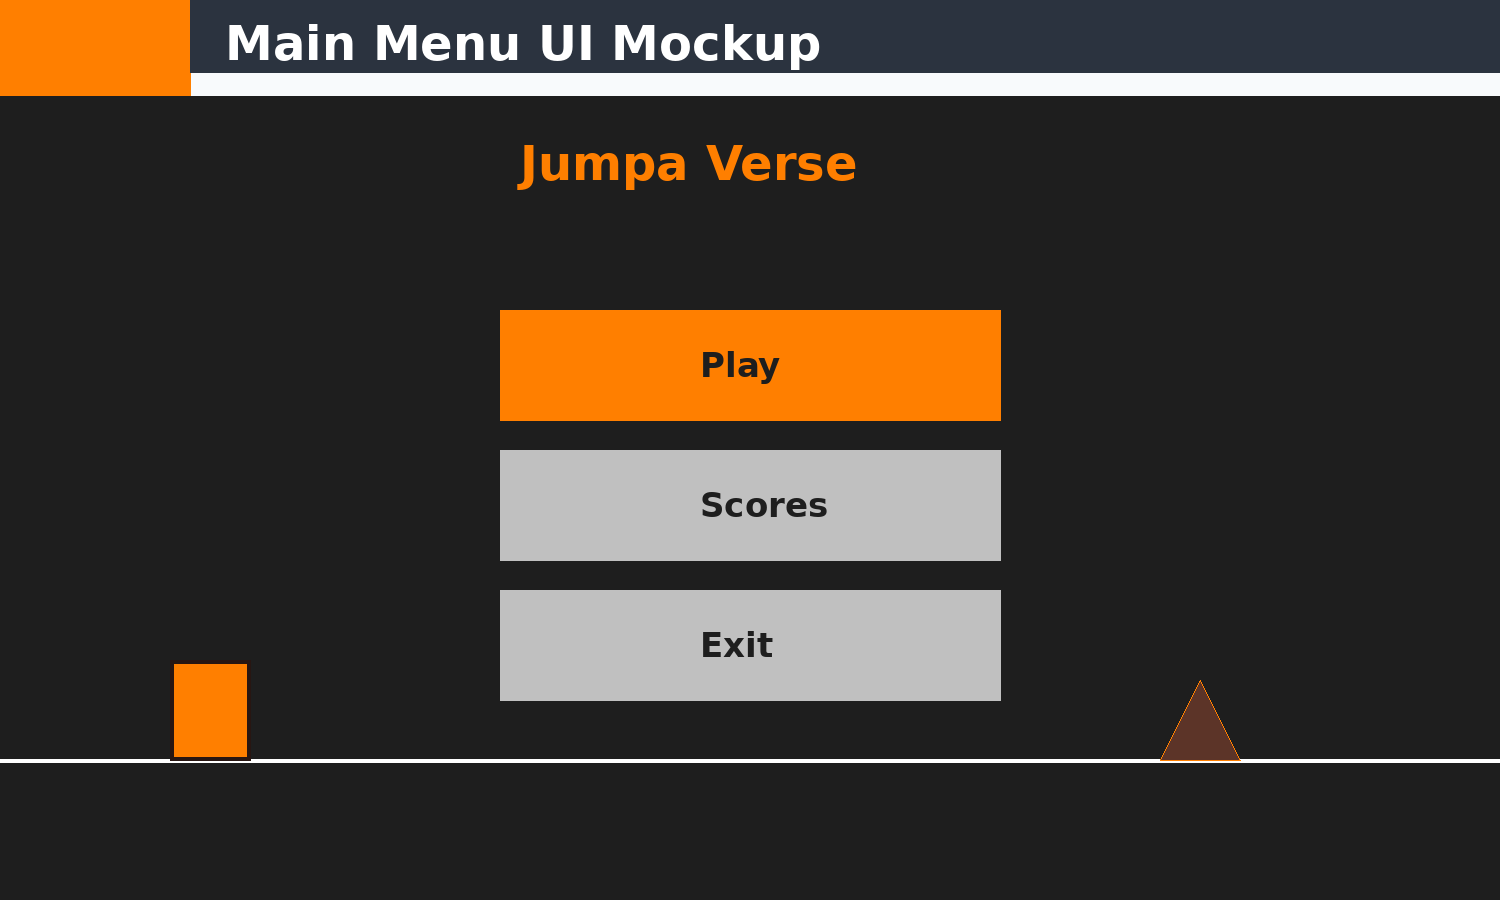 Main Menu UI Mockup
Jumpa Verse
Play
Scores
Exit